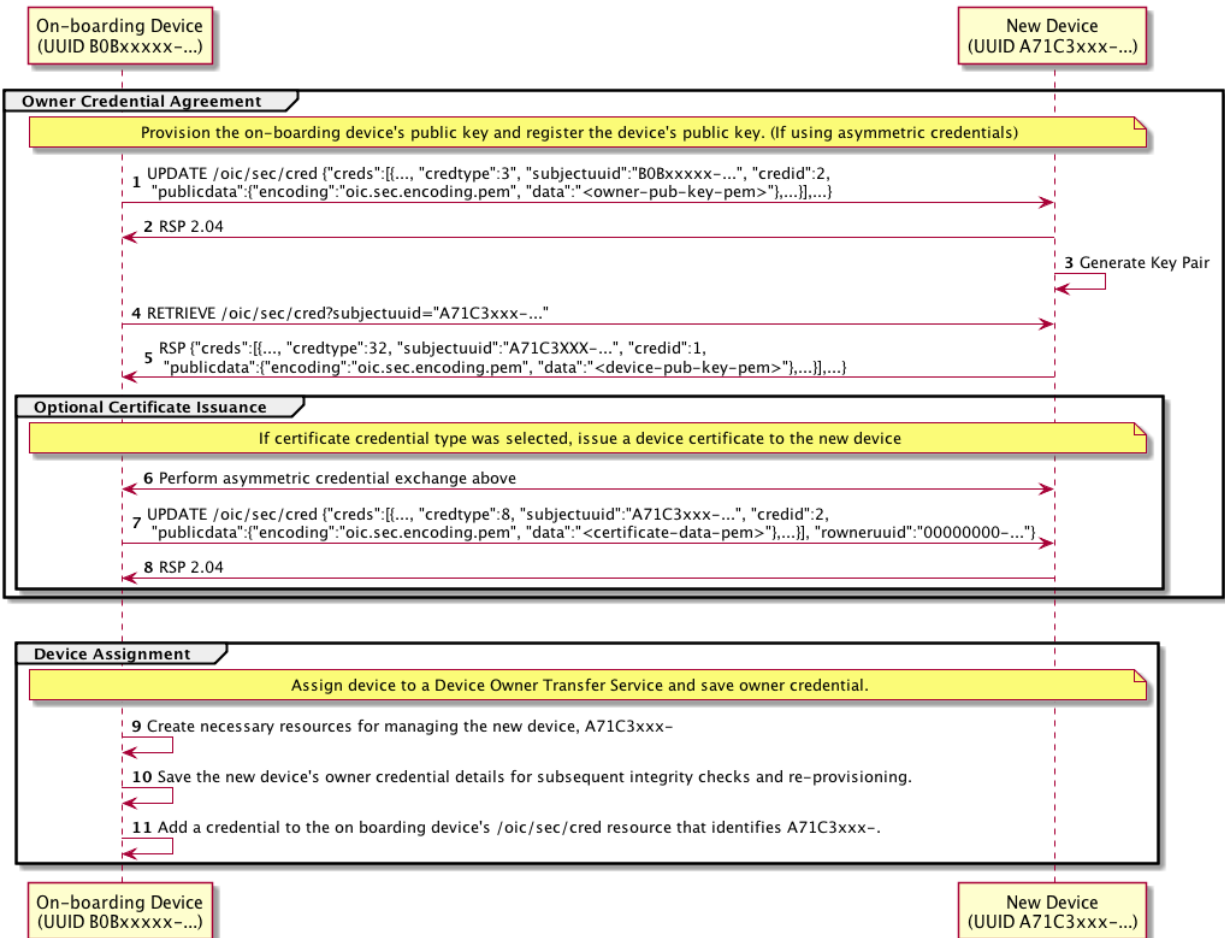 On-boarding Device
(UUID B0Bxxxxx-...)
New Device
(UUID A71C3xxx-...)
Owner Credential Agreement
Provision the on-boarding device's public key and register the device's public key. (If using asymmetric credentials)
1 UPDATE /oic/sec/cred {"creds":[{..., "credtype":3", "subjectuuid":"B0Bxxxxx-...", "credid":2,
"publicdata":{"encoding":"oic.sec.encoding.pem", "data":"<owner-pub-key-pem>"},...}],...}
2 RSP 2.04
3 Generate Key Pair
4 RETRIEVE /oic/sec/cred?subjectuuid="A71C3xxx-..."
5 RSP {"creds":[{..., "credtype":32, "subjectuuid":"A71C3XXX-...", "credid":1,
"publicdata":{"encoding":"oic.sec.encoding.pem", "data":"<device-pub-key-pem>"},...}],...}
Optional Certificate Issuance
If certificate credential type was selected, issue a device certificate to the new device
6 Perform asymmetric credential exchange above
7 UPDATE /oic/sec/cred {"creds":[{..., "credtype":8, "subjectuuid":"A71C3xxx-...", "credid":2,
"publicdata":{"encoding":"oic.sec.encoding.pem", "data":"<certificate-data-pem>"},...}], "rowneruuid":"00000000-..."}
8 RSP 2.04
Device Assignment
Assign device to a Device Owner Transfer Service and save owner credential.
9 Create necessary resources for managing the new device, A71C3xxx-
10 Save the new device's owner credential details for subsequent integrity checks and re-provisioning.
11 Add a credential to the on boarding device's /oic/sec/cred resource that identifies A71C3xxx-.
On-boarding Device
(UUID B0Bxxxxx-...)
New Device
(UUID A71C3xxx-...)